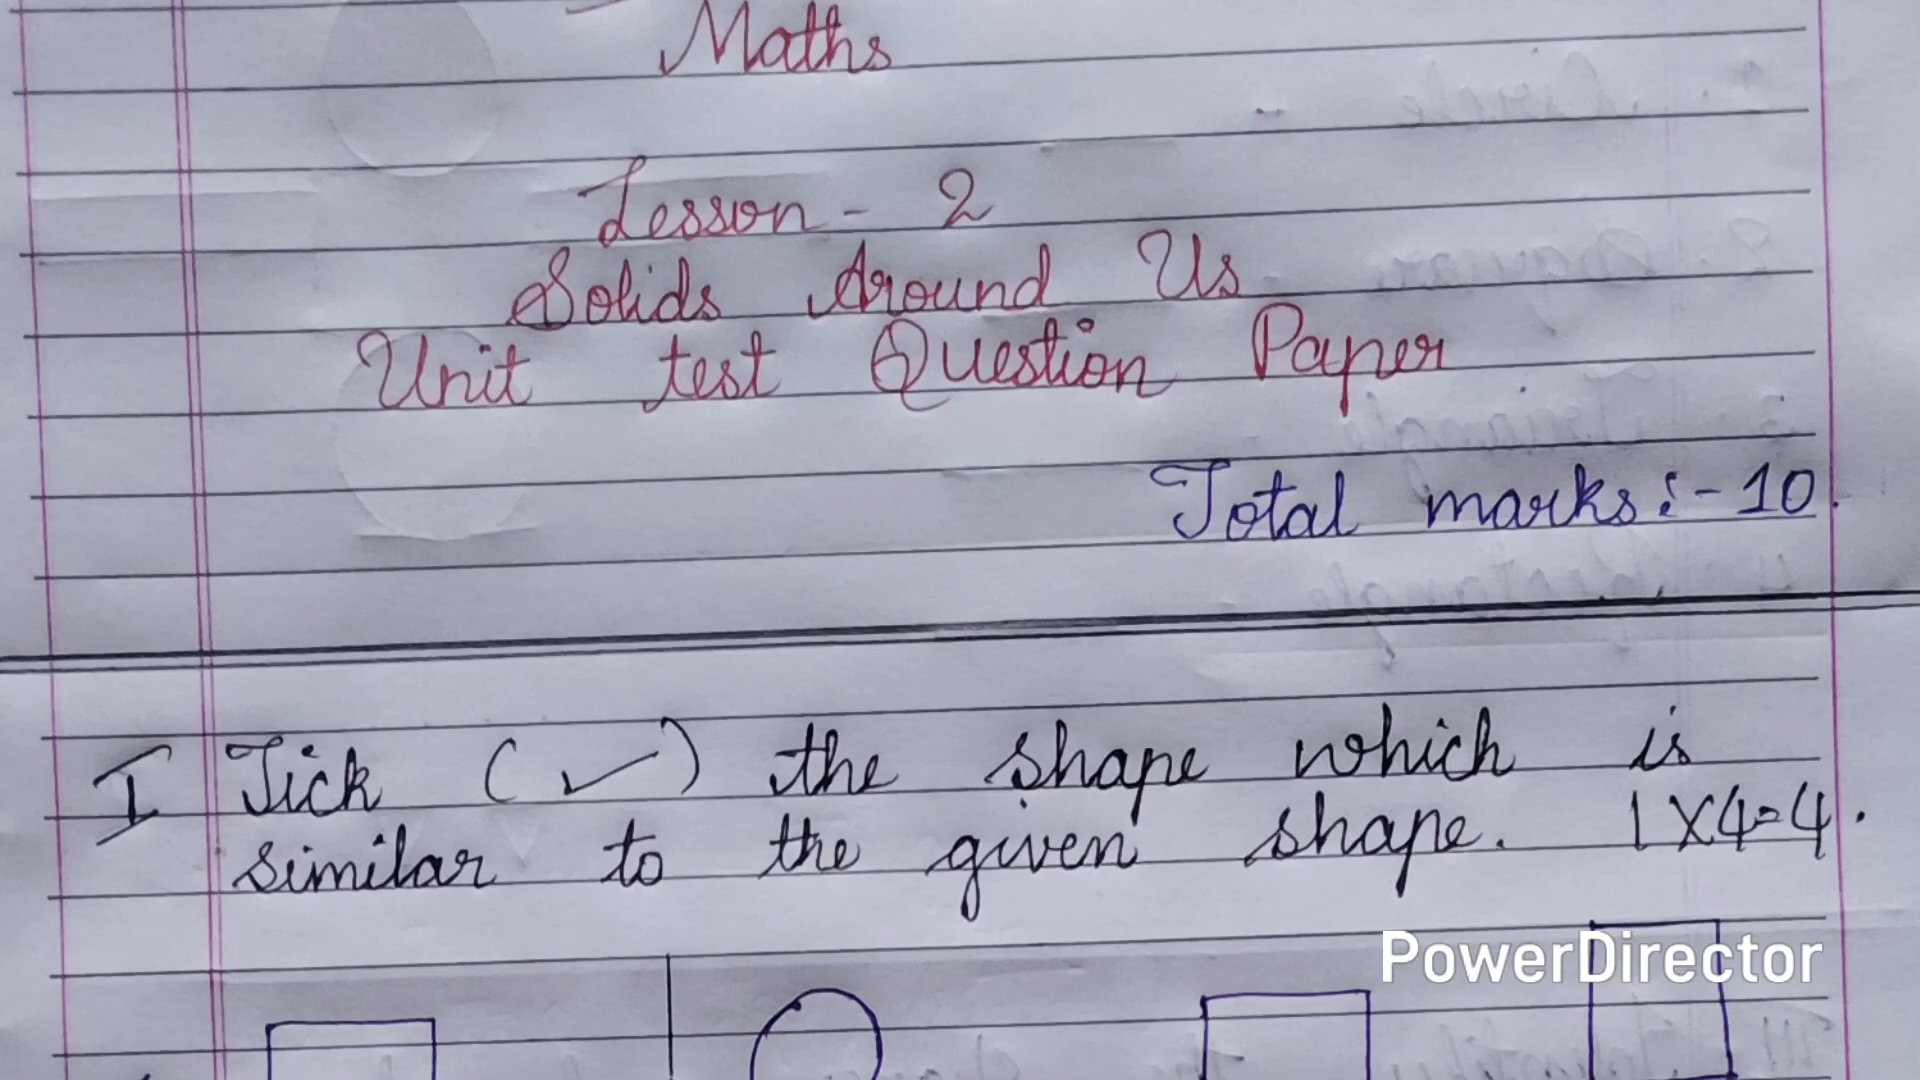 Maths
Lesson - 2
Solids Around Us
Unit test Question Paper
Total marks :- 10.
I Tick (✓) the shape which is
similar to the given shape. 1X4=4.
PowerDirector